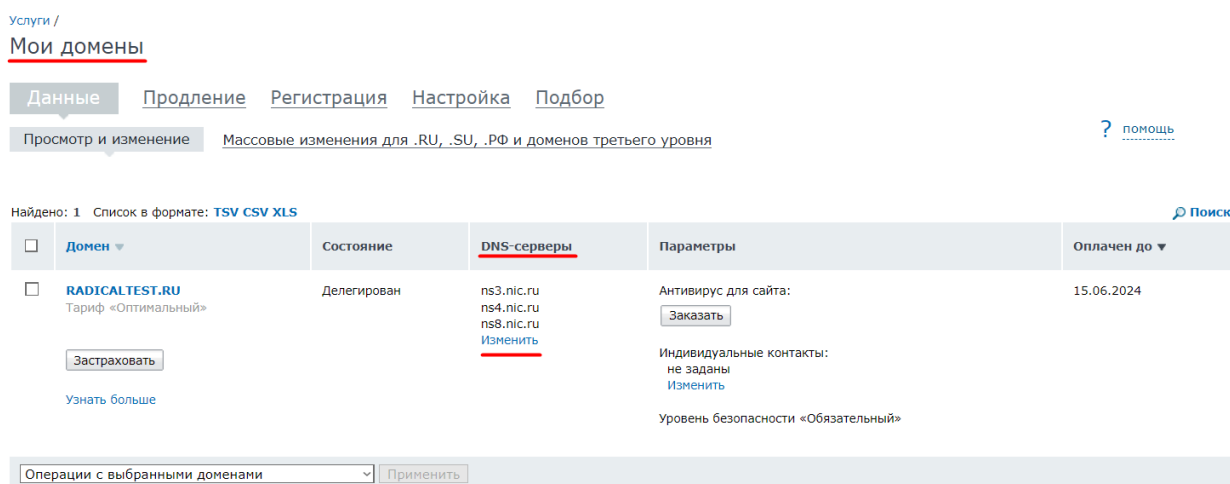 Услуги /
Мои домены
Данные Продление Регистрация Настройка Подбор
Просмотр и изменение Массовые изменения для .RU, .SU, .РФ и доменов третьего уровня ? помощь
Найдено: 1 Список в формате: TSV CSV XLS Поиск
Домен Состояние DNS-серверы Параметры Оплачен до
RADICALTEST.RU Делегирован ns3.nic.ru Антивирус для сайта: 15.06.2024
Тариф «Оптимальный» ns4.nic.ru Заказать
ns8.nic.ru
Изменить
Застраховать Индивидуальные контакты:
не заданы
Изменить
Узнать больше
Уровень безопасности «Обязательный»
Операции с выбранными доменами Применить